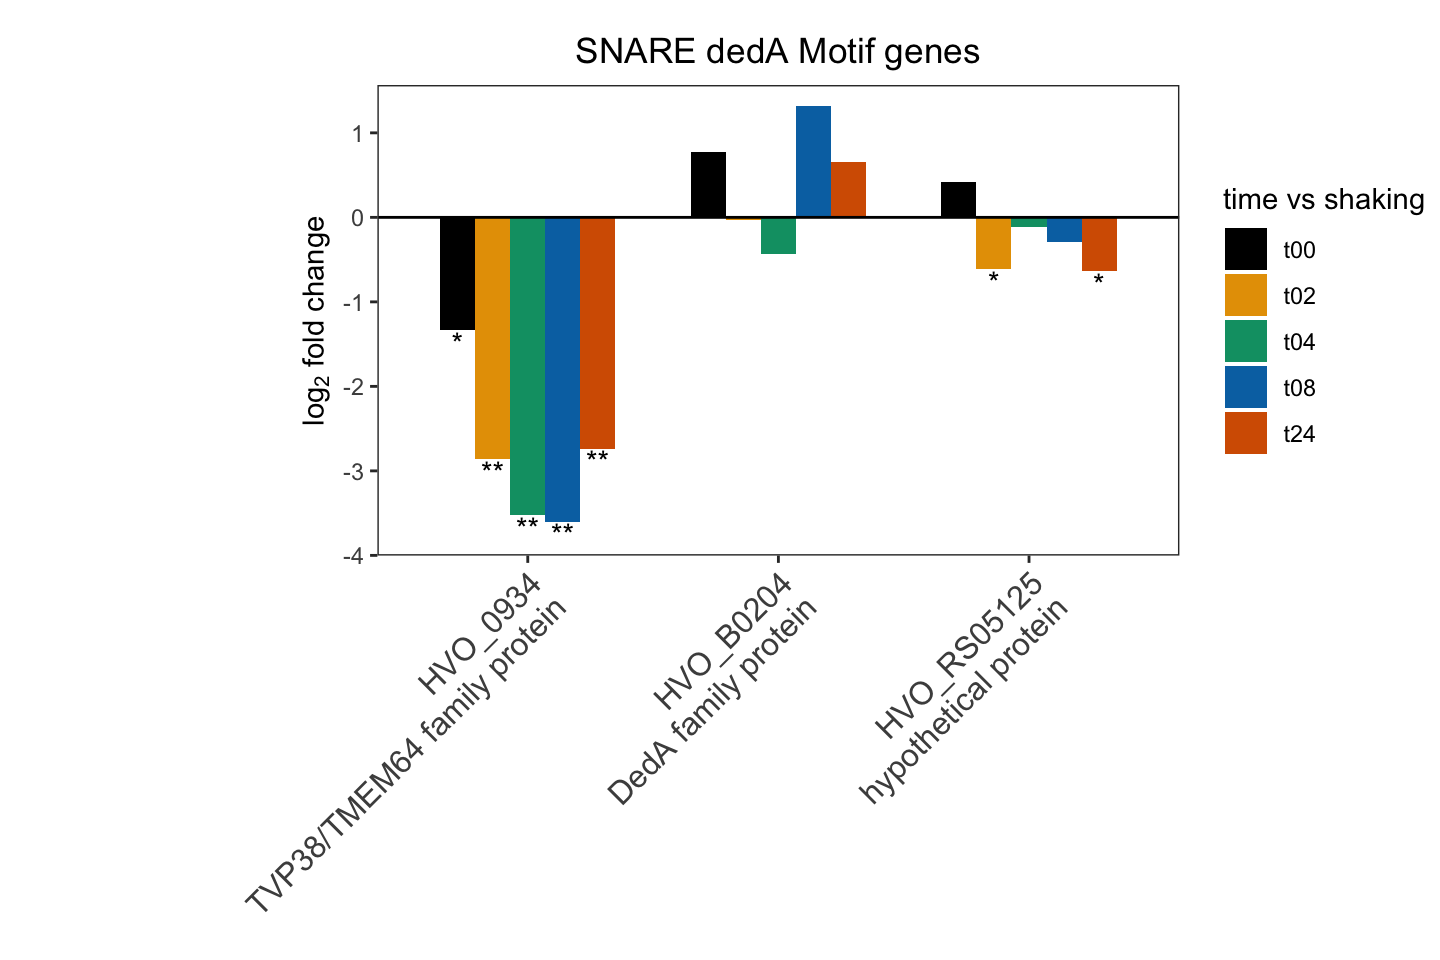 SNARE dedA Motif genes
log₂ fold change
1
0
-1
-2
-3
-4
*
**
**
**
**
*
*
HVO_0934
TVP38/TMEM64 family protein
HVO_B0204
DedA family protein
HVO_RS05125
hypothetical protein
time vs shaking
t00
t02
t04
t08
t24